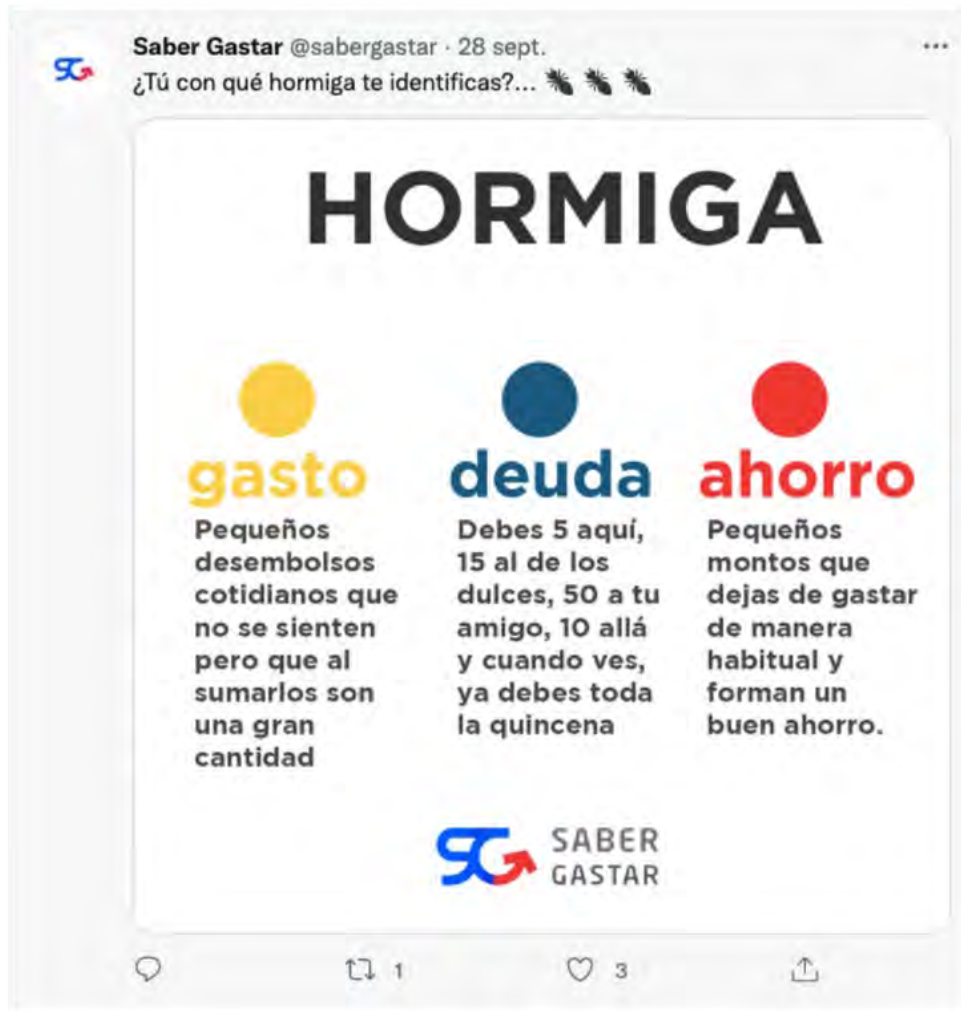 Saber Gastar @sabergastar · 28 sept.
¿Tú con qué hormiga te identificas?... 🐜 🐜 🐜
HORMIGA
gasto
Pequeños
desembolsos
cotidianos que
no se sienten
pero que al
sumarlos son
una gran
cantidad
deuda
Debes 5 aquí,
15 al de los
dulces, 50 a tu
amigo, 10 allá
y cuando ves,
ya debes toda
la quincena
ahorro
Pequeños
montos que
dejas de gastar
de manera
habitual y
forman un
buen ahorro.
SG SABER
GASTAR
1
3